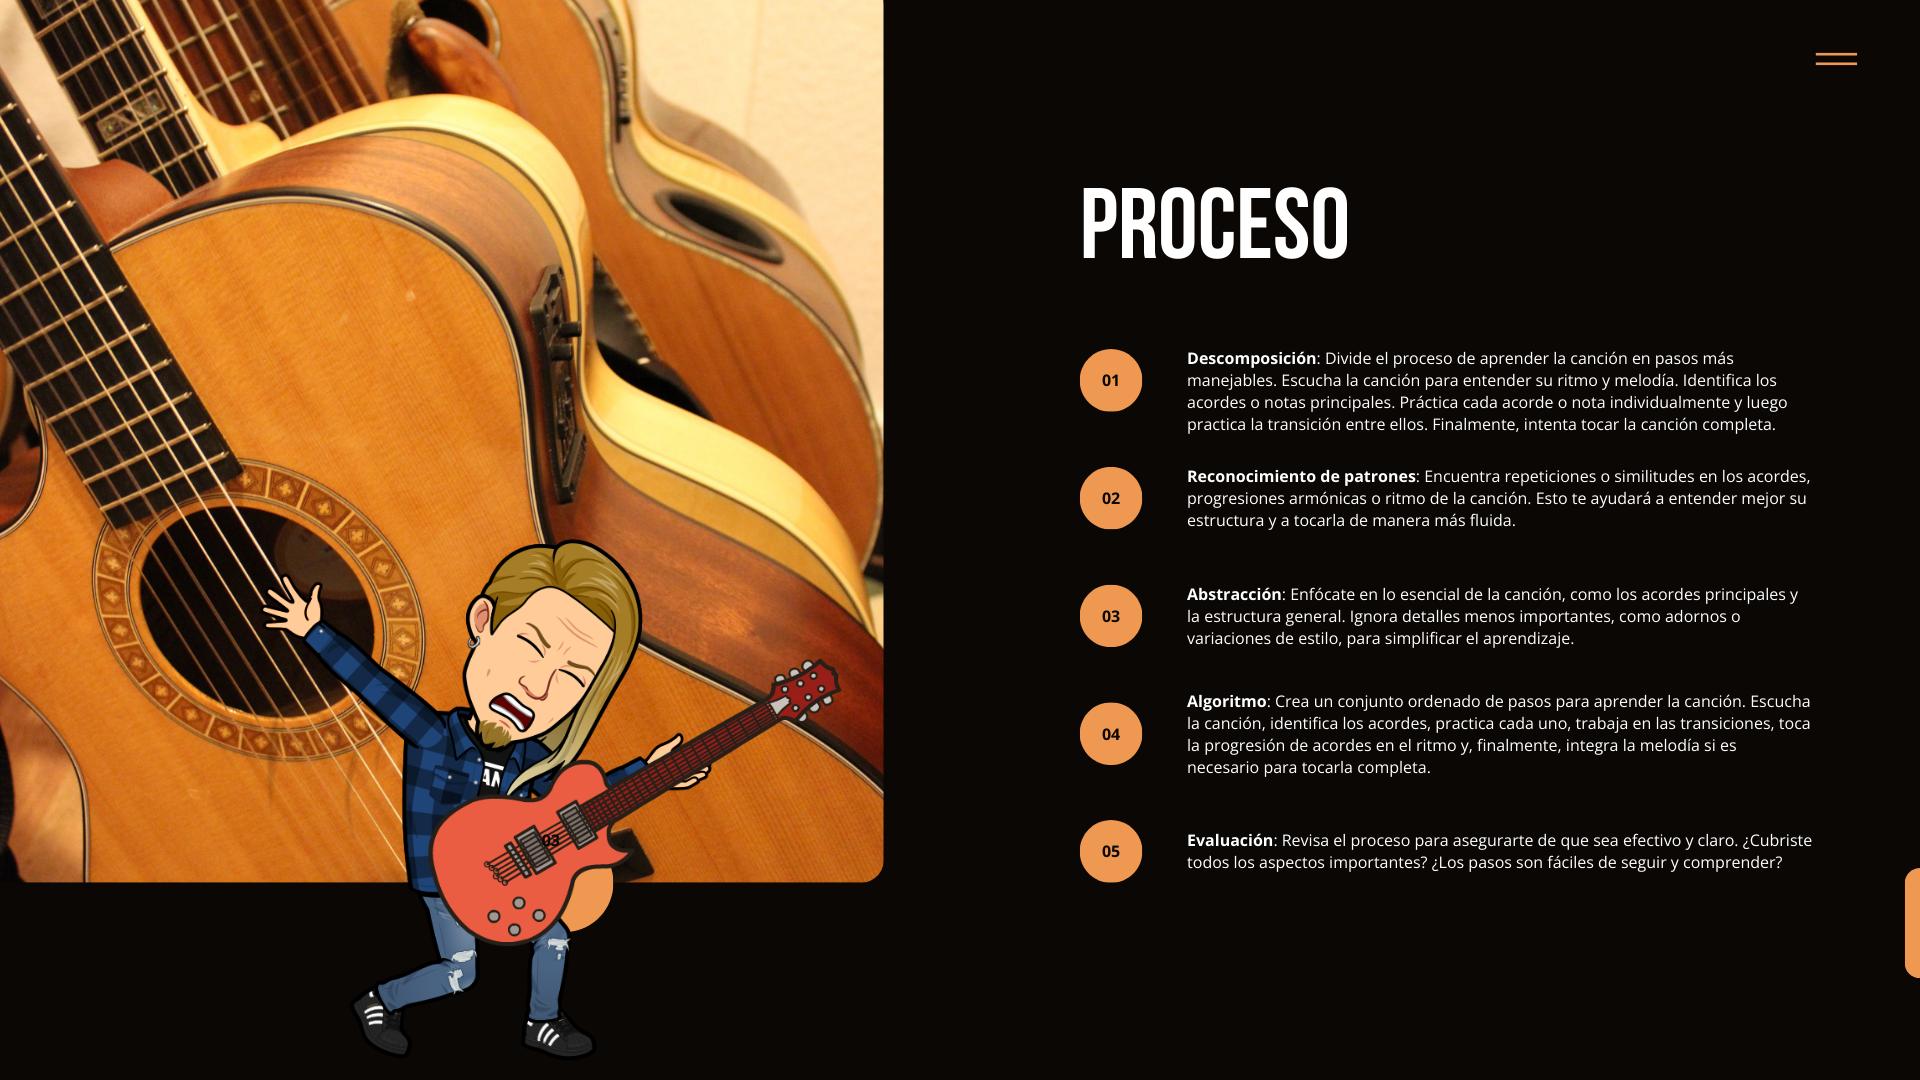 PROCESO
01
Descomposición: Divide el proceso de aprender la canción en pasos más
manejables. Escucha la canción para entender su ritmo y melodía. Identifica los
acordes o notas principales. Práctica cada acorde o nota individualmente y luego
practica la transición entre ellos. Finalmente, intenta tocar la canción completa.
02
Reconocimiento de patrones: Encuentra repeticiones o similitudes en los acordes,
progresiones armónicas o ritmo de la canción. Esto te ayudará a entender mejor su
estructura y a tocarla de manera más fluida.
03
Abstracción: Enfócate en lo esencial de la canción, como los acordes principales y
la estructura general. Ignora detalles menos importantes, como adornos o
variaciones de estilo, para simplificar el aprendizaje.
04
Algoritmo: Crea un conjunto ordenado de pasos para aprender la canción. Escucha
la canción, identifica los acordes, practica cada uno, trabaja en las transiciones, toca
la progresión de acordes en el ritmo y, finalmente, integra la melodía si es
necesario para tocarla completa.
05
Evaluación: Revisa el proceso para asegurarte de que sea efectivo y claro. ¿Cubriste
todos los aspectos importantes? ¿Los pasos son fáciles de seguir y comprender?
03